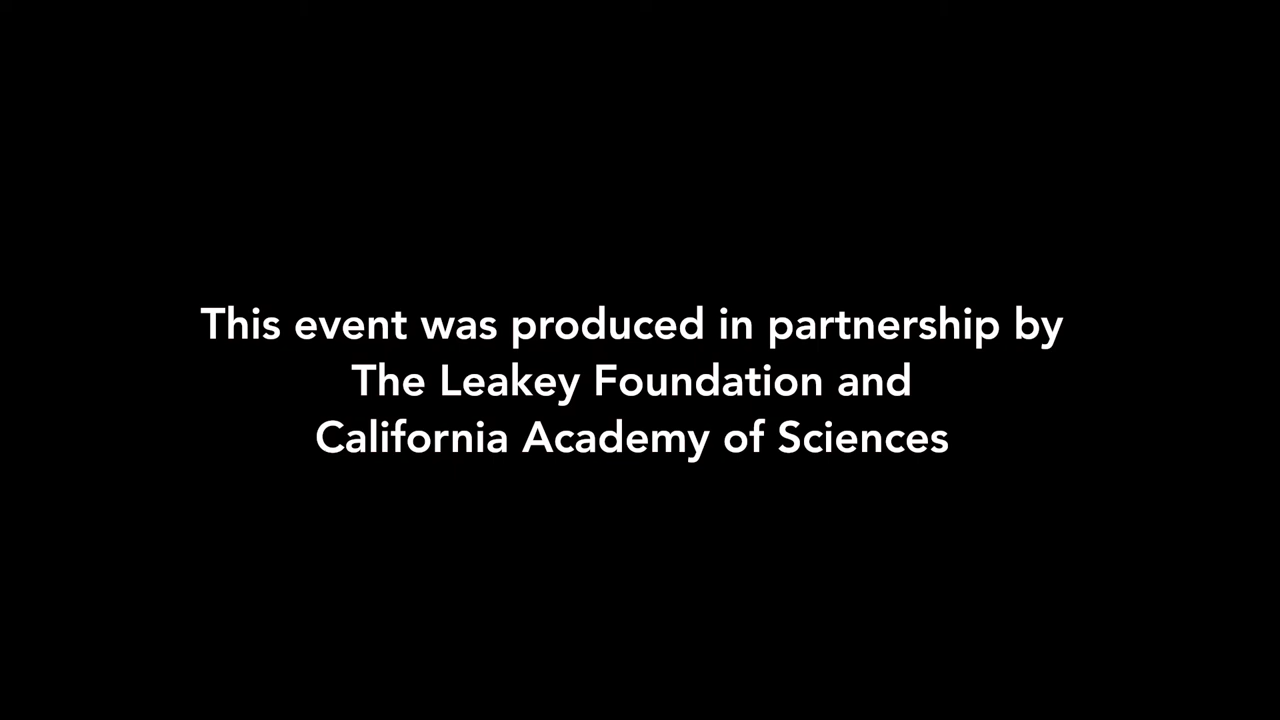 This event was produced in partnership by
The Leakey Foundation and
California Academy of Sciences